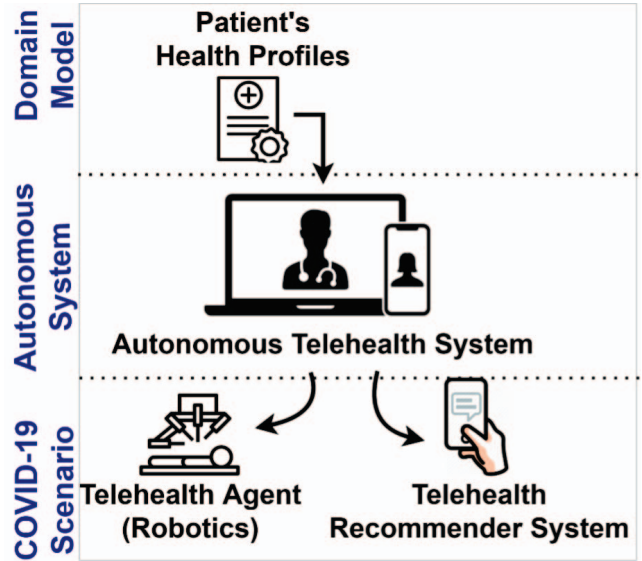 Domain
Model
Patient's
Health Profiles
Autonomous
System
Autonomous Telehealth System
COVID-19
Scenario
Telehealth Agent
(Robotics)
Telehealth
Recommender System